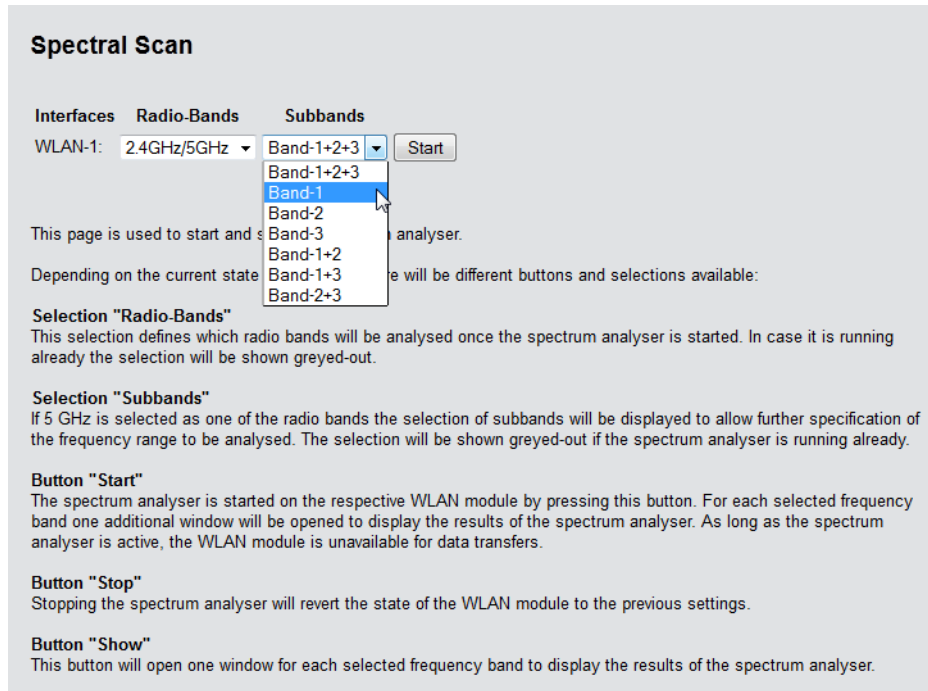 Spectral Scan
Interfaces Radio-Bands Subbands
WLAN-1: 2.4GHz/5GHz Band-1+2+3 Start
Band-1+2+3
Band-1
Band-2
This page is used to start and s Band-3 analyser.
Band-1+2
Depending on the current state Band-1+3 re will be different buttons and selections available:
Band-2+3
Selection "Radio-Bands"
This selection defines which radio bands will be analysed once the spectrum analyser is started. In case it is running
already the selection will be shown greyed-out.
Selection "Subbands"
If 5 GHz is selected as one of the radio bands the selection of subbands will be displayed to allow further specification of
the frequency range to be analysed. The selection will be shown greyed-out if the spectrum analyser is running already.
Button "Start"
The spectrum analyser is started on the respective WLAN module by pressing this button. For each selected frequency
band one additional window will be opened to display the results of the spectrum analyser. As long as the spectrum
analyser is active, the WLAN module is unavailable for data transfers.
Button "Stop"
Stopping the spectrum analyser will revert the state of the WLAN module to the previous settings.
Button "Show"
This button will open one window for each selected frequency band to display the results of the spectrum analyser.